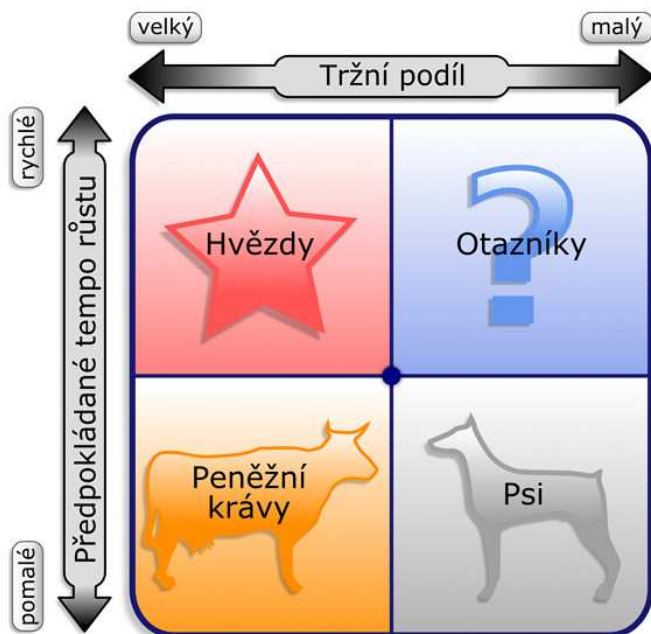 velký
malý
Tržní podíl
rychlé
Předpokládané tempo růstu
pomalé
Hvězdy
Otazníky
Peněžní
krávy
Psi